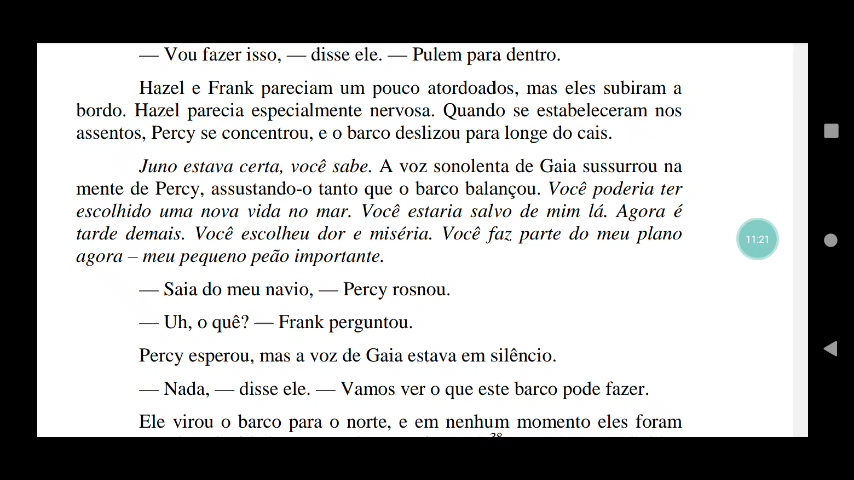 — Vou fazer isso, — disse ele. — Pulem para dentro.
Hazel e Frank pareciam um pouco atordoados, mas eles subiram a
bordo. Hazel parecia especialmente nervosa. Quando se estabeleceram nos
assentos, Percy se concentrou, e o barco deslizou para longe do cais.
Juno estava certa, você sabe. A voz sonolenta de Gaia sussurrou na
mente de Percy, assustando-o tanto que o barco balançou. Você poderia ter
escolhido uma nova vida no mar. Você estaria salvo de mim lá. Agora é
tarde demais. Você escolheu dor e miséria. Você faz parte do meu plano
agora – meu pequeno peão importante.
— Saia do meu navio, — Percy rosnou.
— Uh, o quê? — Frank perguntou.
Percy esperou, mas a voz de Gaia estava em silêncio.
— Nada, — disse ele. — Vamos ver o que este barco pode fazer.
Ele virou o barco para o norte, e em nenhum momento eles foram
11:21